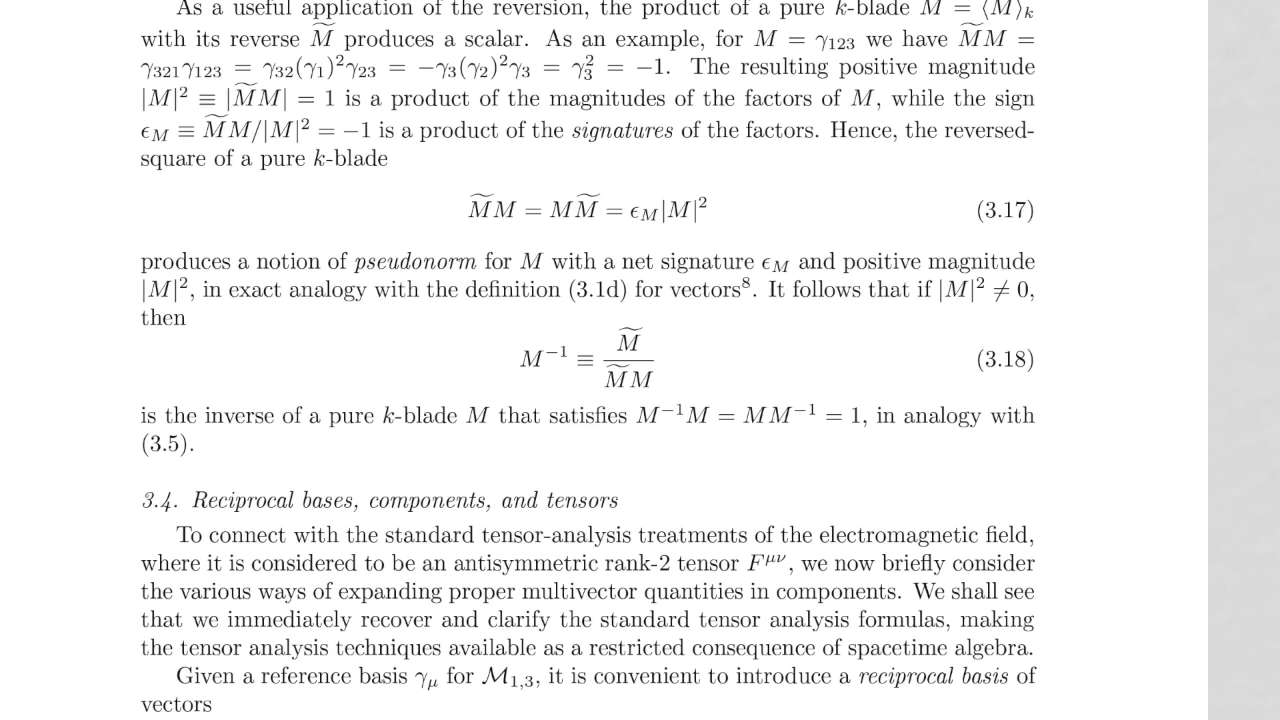 As a useful application of the reversion, the product of a pure k-blade M = ⟨M⟩ₖ
with its reverse M̃ produces a scalar. As an example, for M = γ₁₂₃ we have M̃M =
γ₃₂₁γ₁₂₃ = γ₃₂(γ₁)²γ₂₃ = −γ₃(γ₂)²γ₃ = γ₃² = −1. The resulting positive magnitude
|M|² ≡ |M̃M| = 1 is a product of the magnitudes of the factors of M, while the sign
ϵ_M ≡ M̃M/|M|² = −1 is a product of the signatures of the factors. Hence, the reversed-
square of a pure k-blade
M̃M = MM̃ = ϵ_M|M|² (3.17)
produces a notion of pseudonorm for M with a net signature ϵ_M and positive magnitude
|M|², in exact analogy with the definition (3.1d) for vectors⁸. It follows that if |M|² ≠ 0,
then
M⁻¹ ≡ M̃ / M̃M (3.18)
is the inverse of a pure k-blade M that satisfies M⁻¹M = MM⁻¹ = 1, in analogy with
(3.5).
3.4. Reciprocal bases, components, and tensors
To connect with the standard tensor-analysis treatments of the electromagnetic field,
where it is considered to be an antisymmetric rank-2 tensor F^μν, we now briefly consider
the various ways of expanding proper multivector quantities in components. We shall see
that we immediately recover and clarify the standard tensor analysis formulas, making
the tensor analysis techniques available as a restricted consequence of spacetime algebra.
Given a reference basis γ_μ for ℳ₁,₃, it is convenient to introduce a reciprocal basis of
vectors